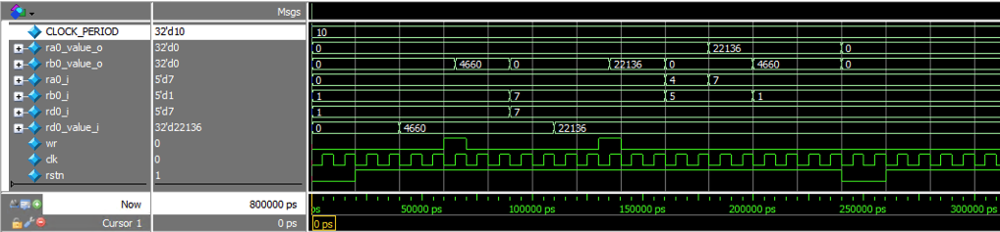 Msgs
CLOCK_PERIOD 32'd10 10
ra0_value_o 32'd0 0 22136 0
rb0_value_o 32'd0 0 4660 0 22136 0 4660 0
ra0_i 5'd7 0 4 7
rb0_i 5'd1 1 7 5 1
rd0_i 5'd7 1 7
rd0_value_i 32'd22136 0 4660 22136
wr 0
clk 0
rstn 1
Now 800000 ps ps 50000 ps 100000 ps 150000 ps 200000 ps 250000 ps 300000 ps
Cursor 1 0 ps 0 ps